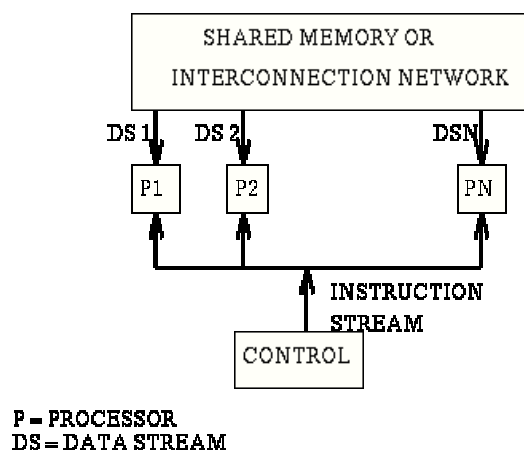 SHARED MEMORY OR
INTERCONNECTION NETWORK
DS 1
DS 2
DSN
P1
P2
PN
INSTRUCTION
STREAM
CONTROL
P = PROCESSOR
DS = DATA STREAM